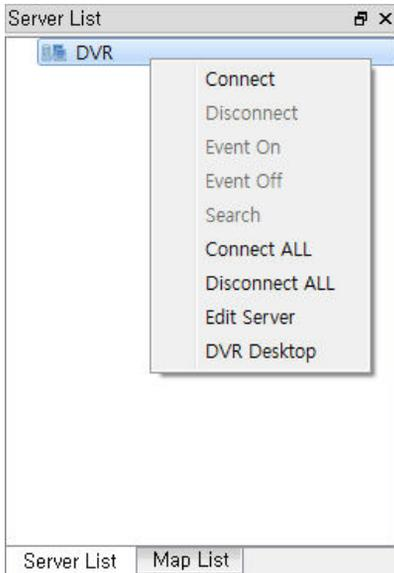 Server List
DVR
Connect
Disconnect
Event On
Event Off
Search
Connect ALL
Disconnect ALL
Edit Server
DVR Desktop
Server List
Map List